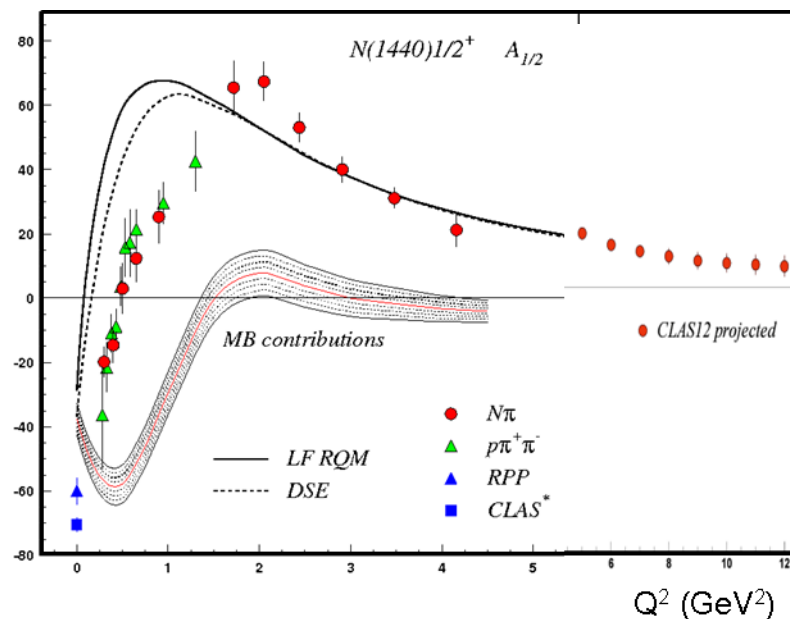 N(1440)1/2⁺ A₁/₂
80
60
40
20
0
-20
-40
-60
-80
MB contributions
CLAS12 projected
Nπ
pπ⁺π⁻
RPP
CLAS*
LF RQM
DSE
0 1 2 3 4 5 6 8 10 12
Q² (GeV²)